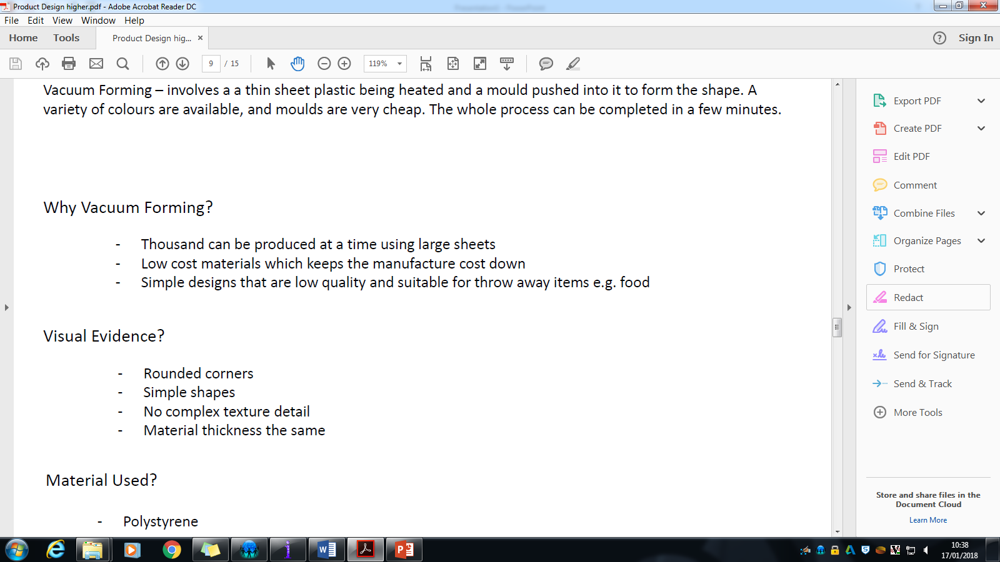 Product Design higher.pdf - Adobe Acrobat Reader DC
File Edit View Window Help
Home Tools Product Design hig... × Sign In
9 / 15 119%
Vacuum Forming – involves a a thin sheet plastic being heated and a mould pushed into it to form the shape. A
variety of colours are available, and moulds are very cheap. The whole process can be completed in a few minutes.
Why Vacuum Forming?
- Thousand can be produced at a time using large sheets
- Low cost materials which keeps the manufacture cost down
- Simple designs that are low quality and suitable for throw away items e.g. food
Visual Evidence?
- Rounded corners
- Simple shapes
- No complex texture detail
- Material thickness the same
Material Used?
- Polystyrene
Export PDF
Create PDF
Edit PDF
Comment
Combine Files
Organize Pages
Protect
Redact
Fill & Sign
Send for Signature
Send & Track
More Tools
Store and share files in the
Document Cloud
Learn More
10:38
17/01/2018